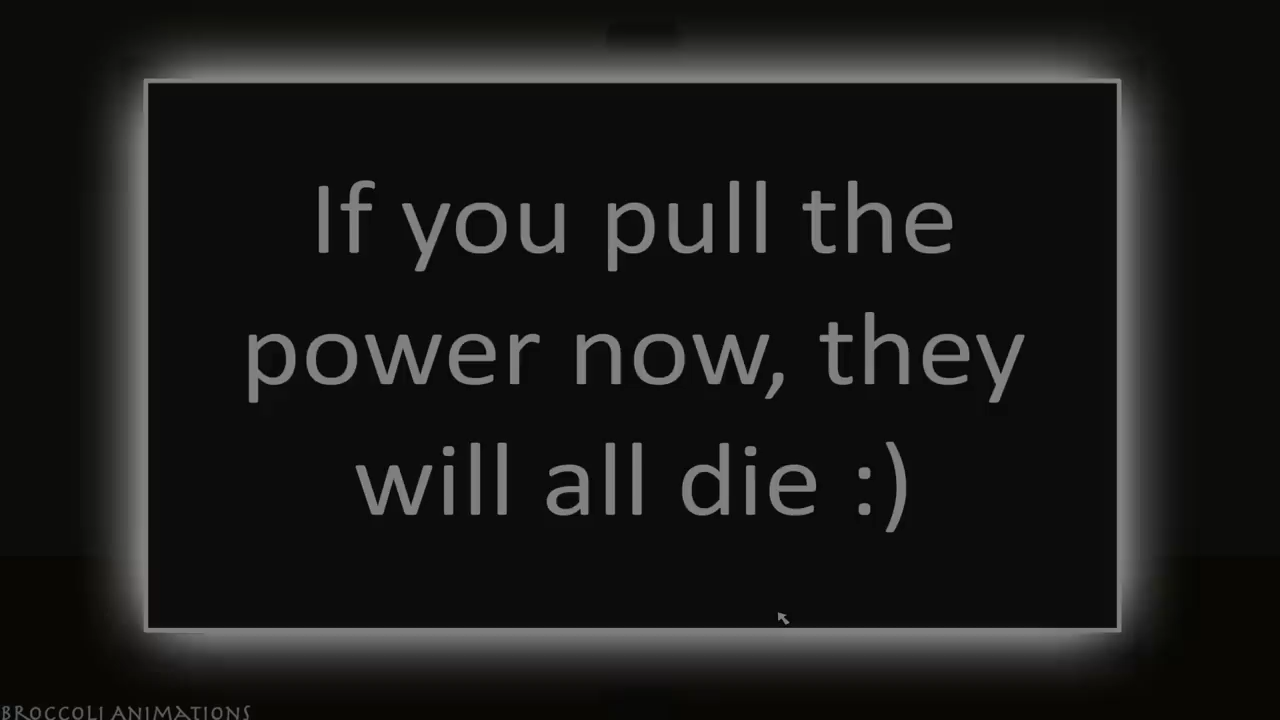 If you pull the
power now, they
will all die :)
BROCCOLI ANIMATIONS